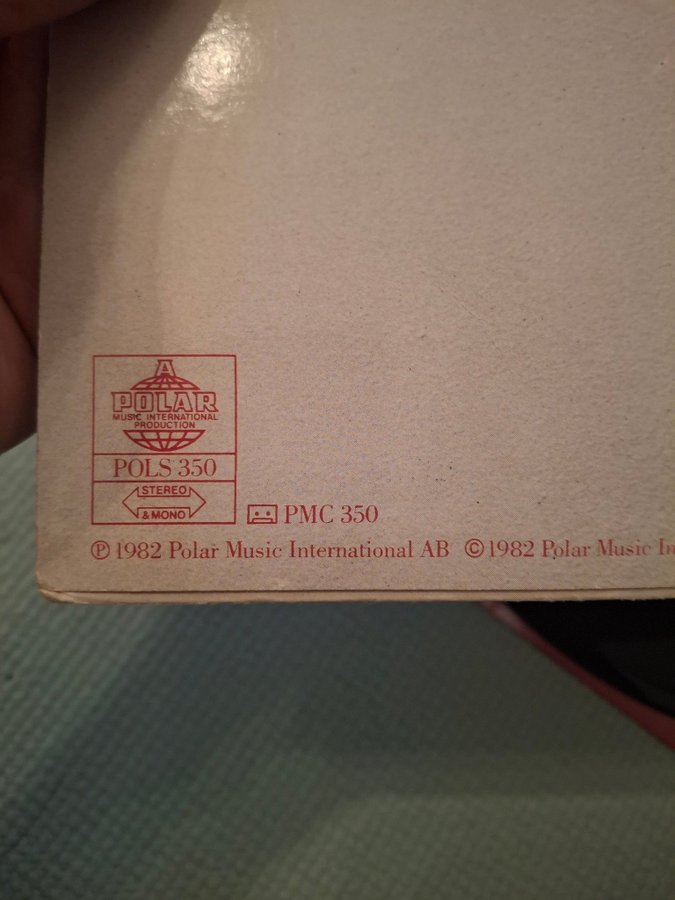 A
POLAR
MUSIC INTERNATIONAL
PRODUCTION
POLS 350
STEREO
& MONO
PMC 350
Ⓟ 1982 Polar Music International AB © 1982 Polar Music